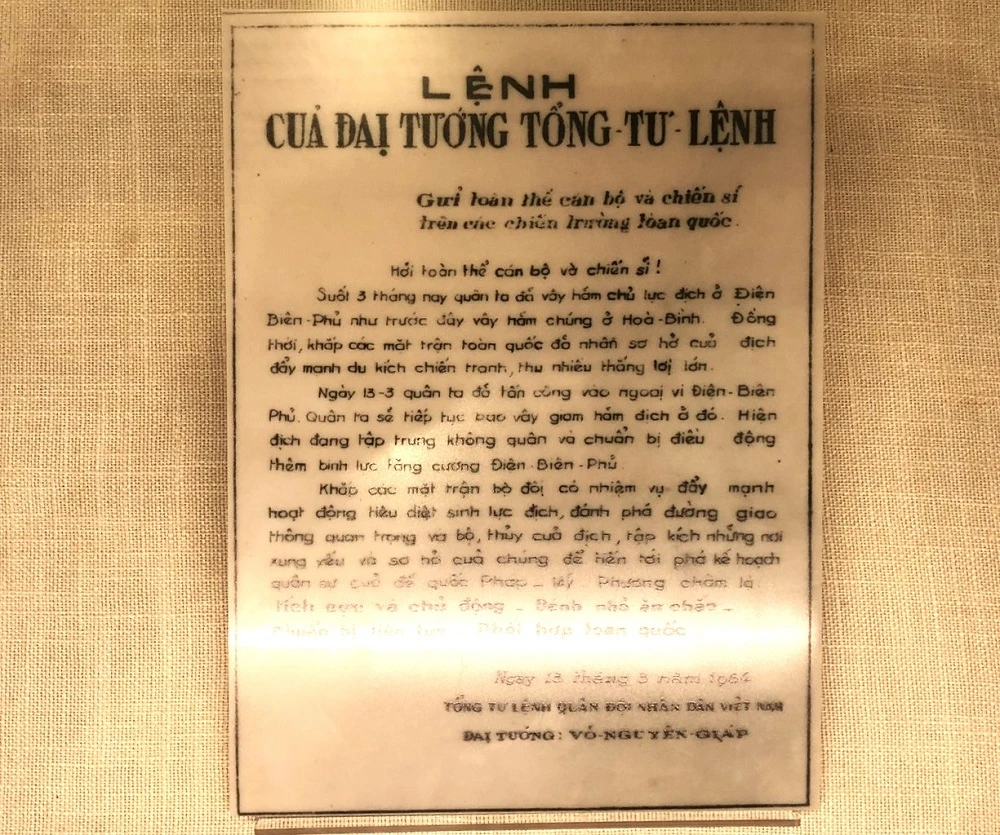 LỆNH
CUẢ ĐẠI TƯỚNG TỔNG-TƯ-LỆNH
Gửi toàn thể cán bộ và chiến sĩ
trên các chiến trường toàn quốc.
Hỡi toàn thể cán bộ và chiến sĩ!
Suốt 3 tháng nay quân ta đã vây hãm chủ lực địch ở Điện
Biên-Phủ như trước đây vây hãm chúng ở Hoà-Bình. Đồng
thời, khắp các mặt trận toàn quốc đã nhằn sơ hở cuả địch
đẩy mạnh du kích chiến tranh, thu nhiều thắng lợi lớn.
Ngày 13-3 quân ta đã tấn công vào ngoại vi Điện-Biên
Phủ. Quân ta sẽ tiếp tục bao vây giam hãm địch ở đó. Hiện
địch đang tập trung không quân và chuẩn bị điều động
thêm binh lực tăng cường Điện-Biên-Phủ.
Khắp các mặt trận bộ đội có nhiệm vụ đẩy mạnh
hoạt động tiêu diệt sinh lực địch, đánh phá đường giao
thông quan trọng về bộ, thủy cuả địch, tập kích những nơi
xung yếu và sơ hở cuả chúng để tiến tới phá kế hoạch
quân sự cuả đế quốc Pháp-Mỹ. Phương châm là
tích cực và chủ động - Đánh nhỏ ăn chắc -
Chuẩn bị liên tục - Phối hợp toàn quốc
Ngày 13 tháng 3 năm 1954
TỔNG TƯ LỆNH QUÂN ĐỘI NHÂN DÂN VIỆT NAM
ĐẠI TƯỚNG: VÕ-NGUYÊN-GIÁP